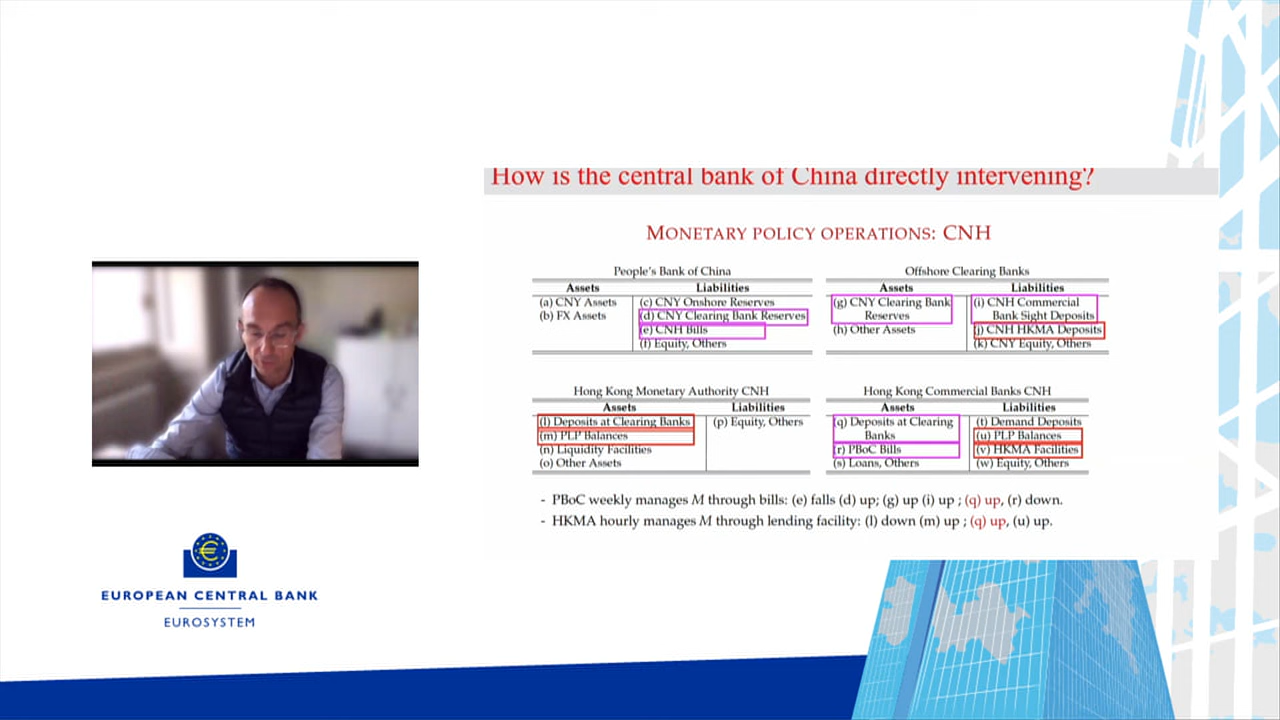 How is the central bank of China directly intervening?
MONETARY POLICY OPERATIONS: CNH
People's Bank of China
Assets Liabilities
(a) CNY Assets (c) CNY Onshore Reserves
(b) FX Assets (d) CNY Clearing Bank Reserves
(e) CNH Bills
(f) Equity, Others
Offshore Clearing Banks
Assets Liabilities
(g) CNY Clearing Bank (i) CNH Commercial
Reserves Bank Sight Deposits
(h) Other Assets (j) CNH HKMA Deposits
(k) CNY Equity, Others
Hong Kong Monetary Authority CNH
Assets Liabilities
(l) Deposits at Clearing Banks (p) Equity, Others
(m) PLP Balances
(n) Liquidity Facilities
(o) Other Assets
Hong Kong Commercial Banks CNH
Assets Liabilities
(q) Deposits at Clearing (t) Demand Deposits
Banks (u) PLP Balances
(r) PBoC Bills (v) HKMA Facilities
(s) Loans, Others (w) Equity, Others
- PBoC weekly manages M through bills: (e) falls (d) up; (g) up (i) up ; (q) up, (r) down.
- HKMA hourly manages M through lending facility: (l) down (m) up ; (q) up, (u) up.
EUROPEAN CENTRAL BANK
EUROSYSTEM